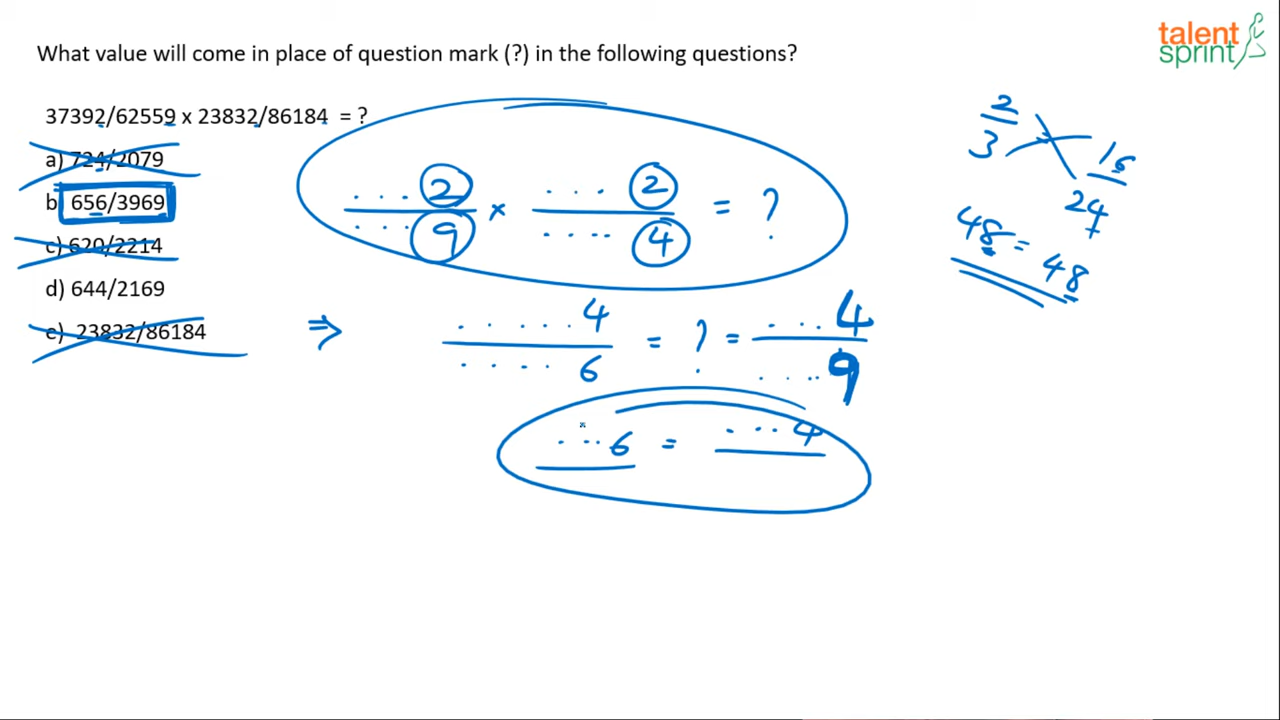 talent
sprint
What value will come in place of question mark (?) in the following questions?
37392/62559 x 23832/86184 = ?
a) 724/2079
b) 656/3969
c) 620/2214
d) 644/2169
e) 23832/86184
....2/....9 x ....2/....4 = ?
⇒ .....4/....6 = ? = ...4/....9
...6 = ...4
2/3 16/24
48 = 48